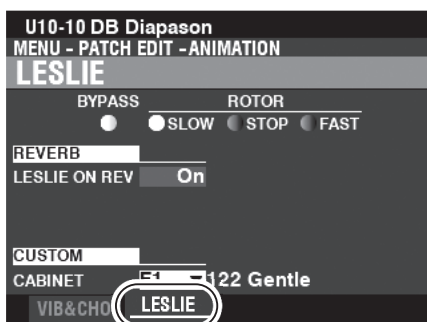 U10-10 DB Diapason
MENU - PATCH EDIT - ANIMATION
LESLIE
BYPASS ROTOR
SLOW STOP FAST
REVERB
LESLIE ON REV On
CUSTOM
CABINET F1 122 Gentle
VIB&CHO LESLIE